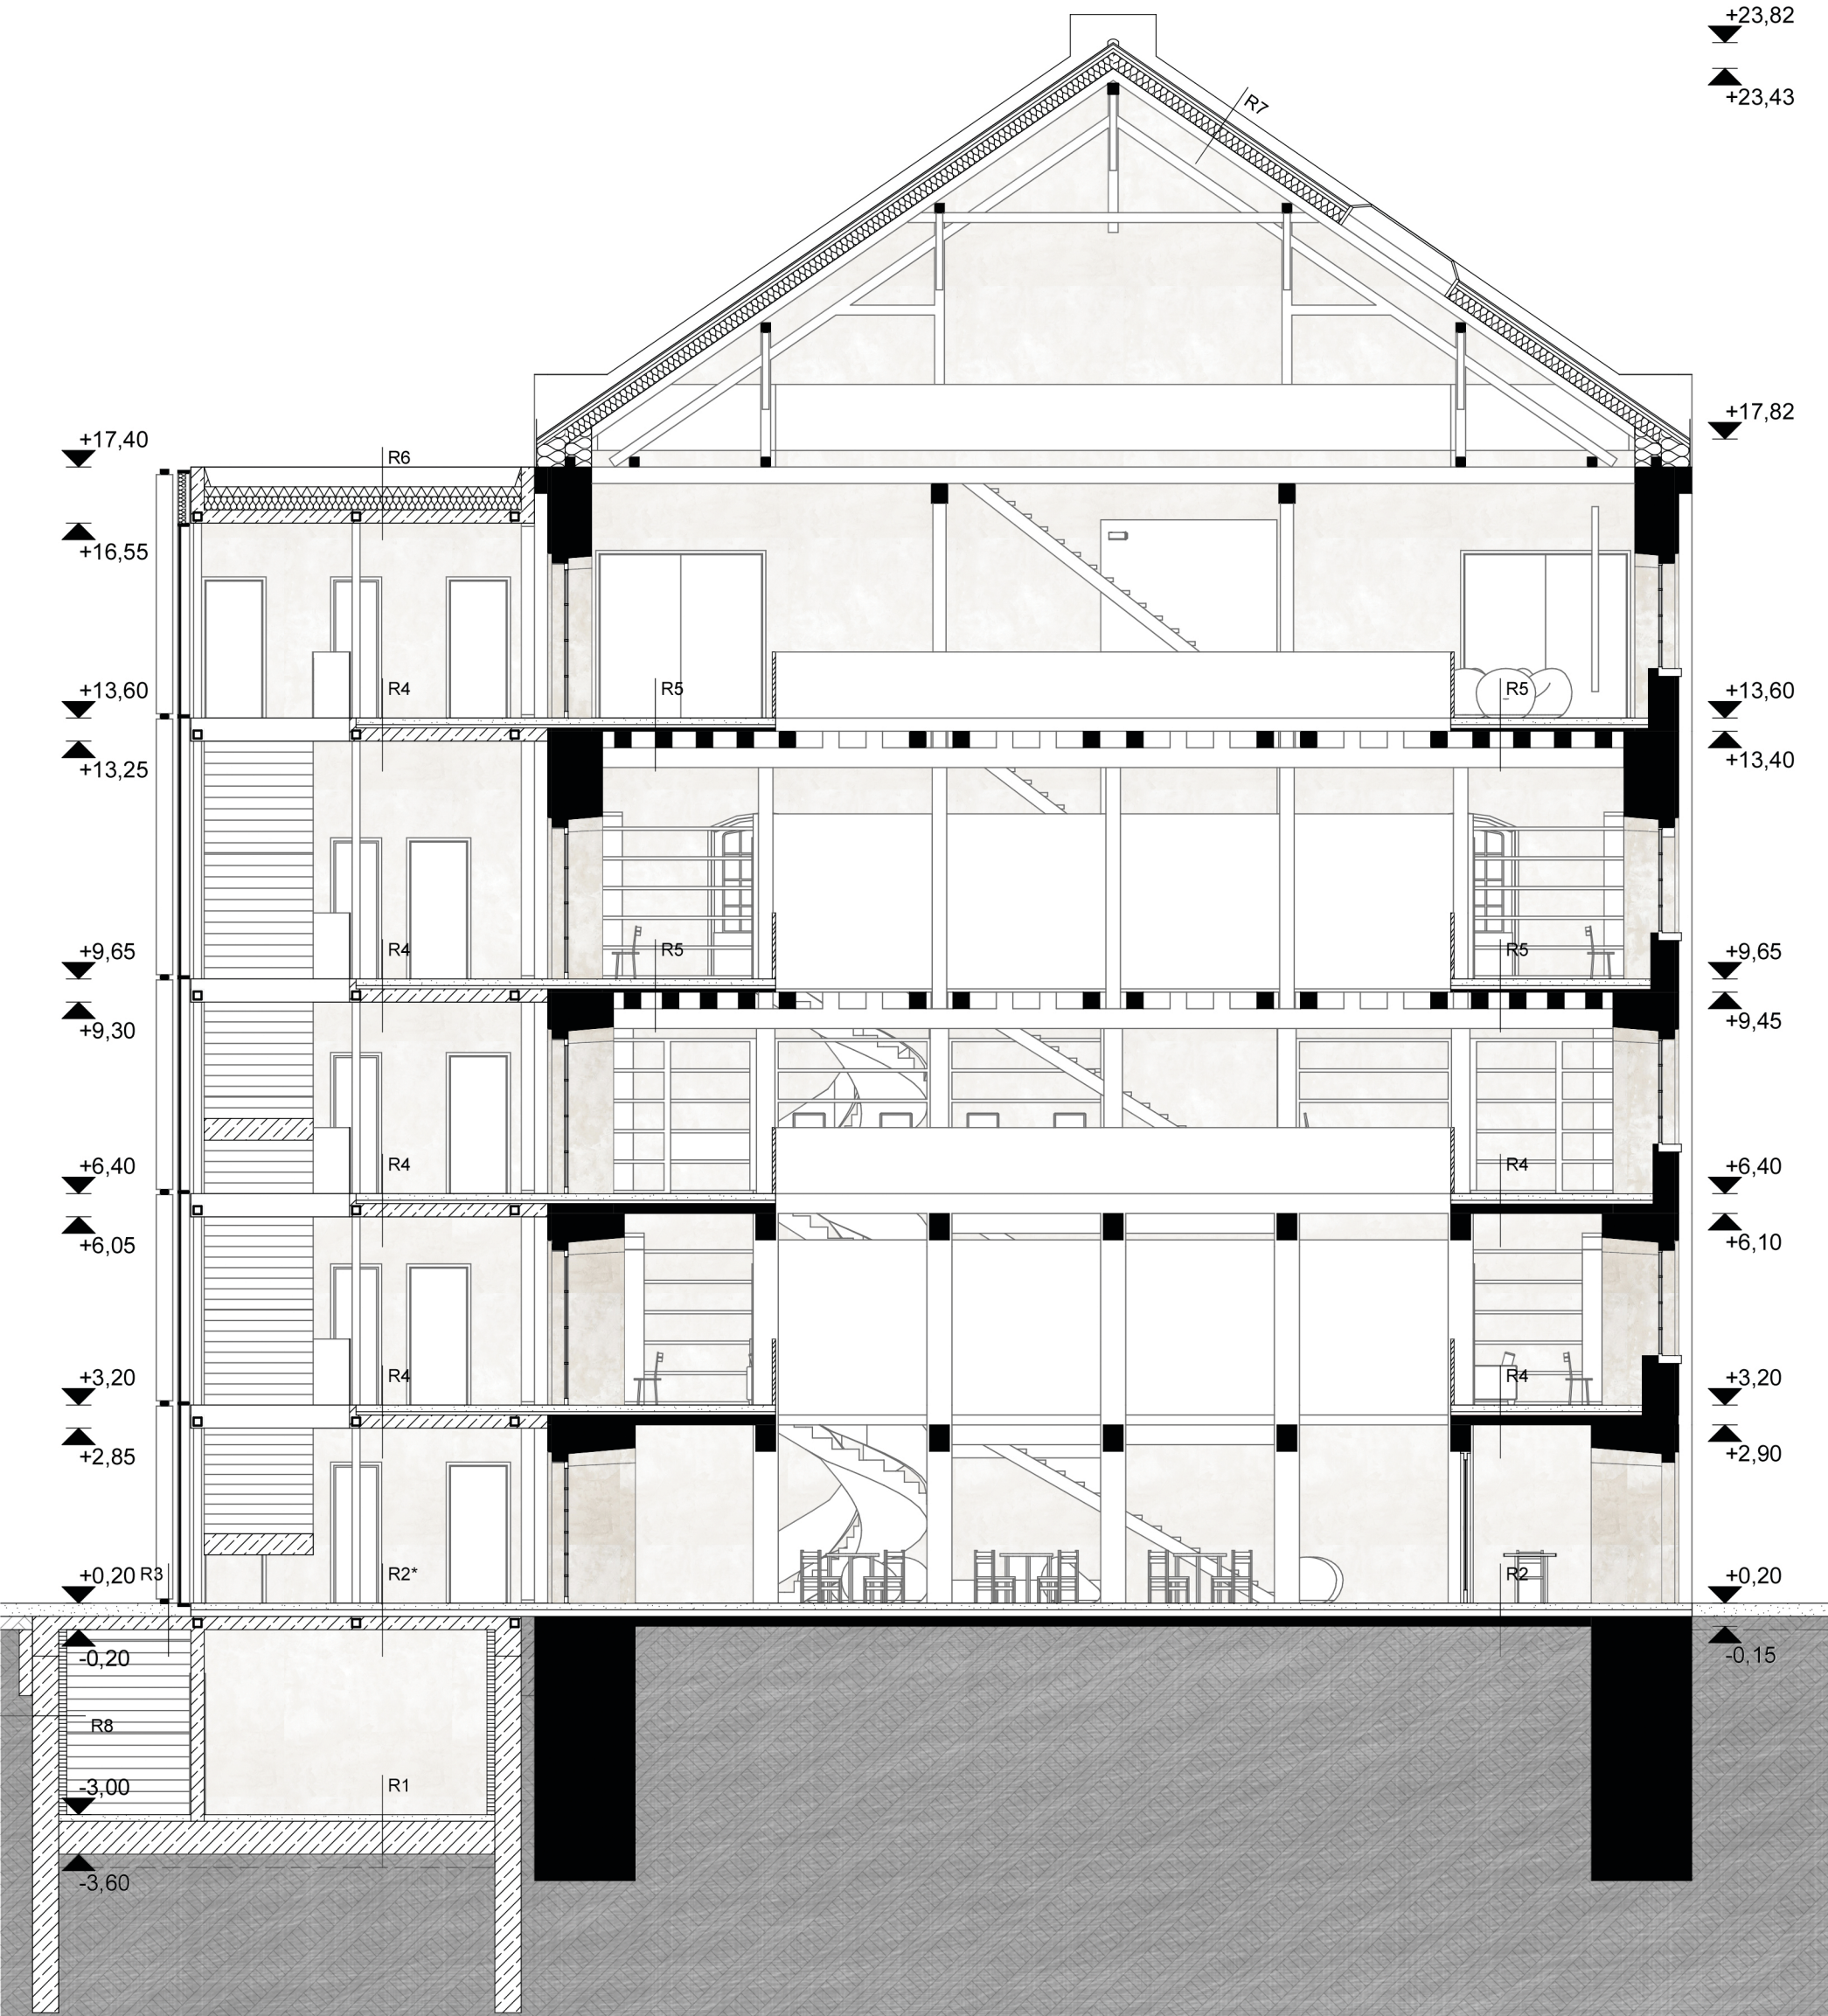 +23,82
+23,43
R7
+17,82
+17,40
R6
+16,55
+13,60
R4
R5
R5
+13,60
+13,25
+13,40
+9,65
R4
R5
R5
+9,65
+9,30
+9,45
+6,40
R4
R4
+6,40
+6,05
+6,10
+3,20
R4
R4
+3,20
+2,85
+2,90
+0,20
R3
R2*
R2
+0,20
-0,20
-0,15
R8
-3,00
R1
-3,60